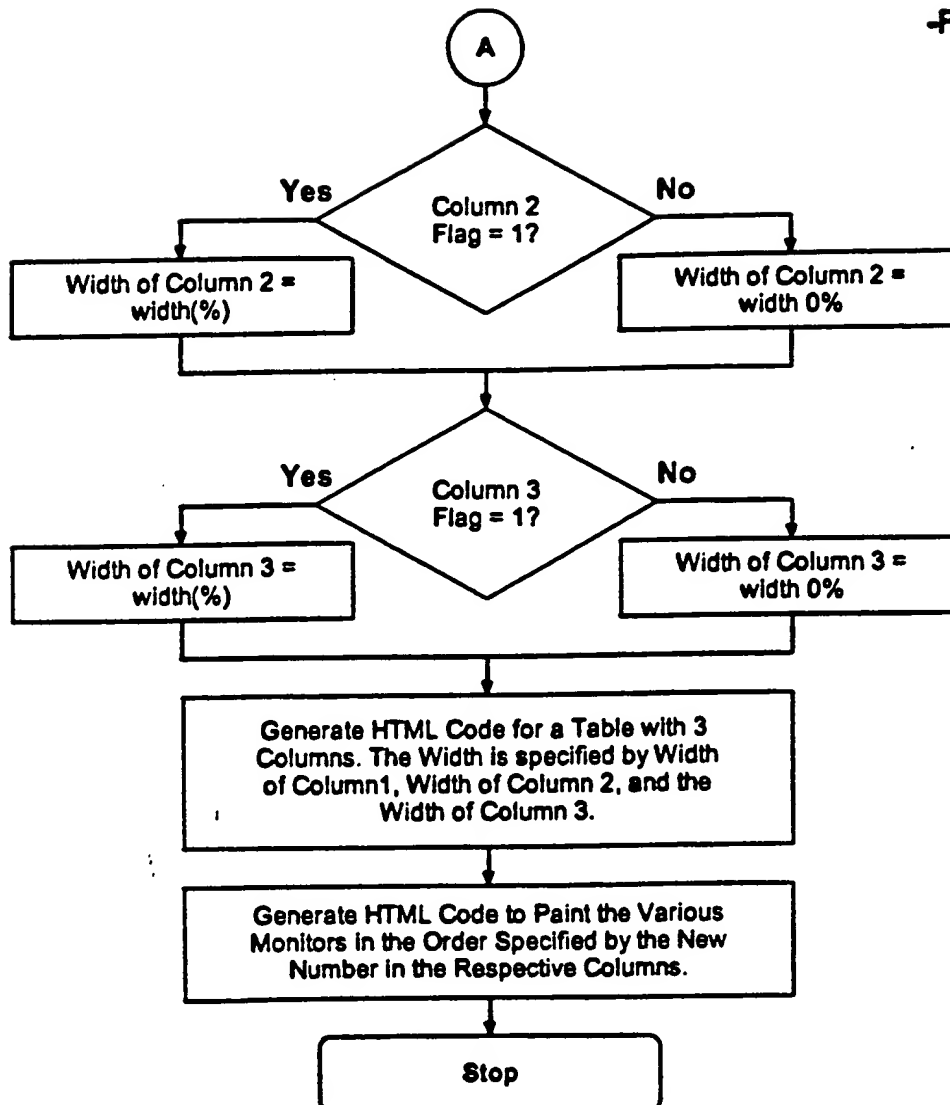 A
Column 2
Flag = 1?
Yes
No
Width of Column 2 =
width(%)
Width of Column 2 =
width 0%
Column 3
Flag = 1?
Yes
No
Width of Column 3 =
width(%)
Width of Column 3 =
width 0%
Generate HTML Code for a Table with 3
Columns. The Width is specified by Width
of Column1, Width of Column 2, and the
Width of Column 3.
Generate HTML Code to Paint the Various
Monitors in the Order Specified by the New
Number in the Respective Columns.
Stop